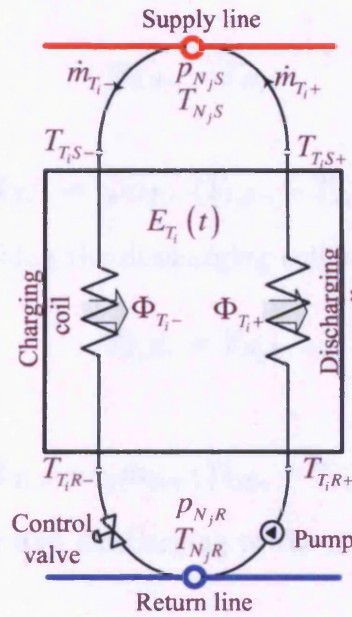 Supply line
ṁ_{T_i-} p_{N_jS} ṁ_{T_i+}
T_{N_jS}
T_{T_iS-} T_{T_iS+}
E_{T_i}(t)
Charging
coil
Φ_{T_i-} Φ_{T_i+}
Discharging
T_{T_iR-} T_{T_iR+}
p_{N_jR}
Control
valve
T_{N_jR}
Pump
Return line